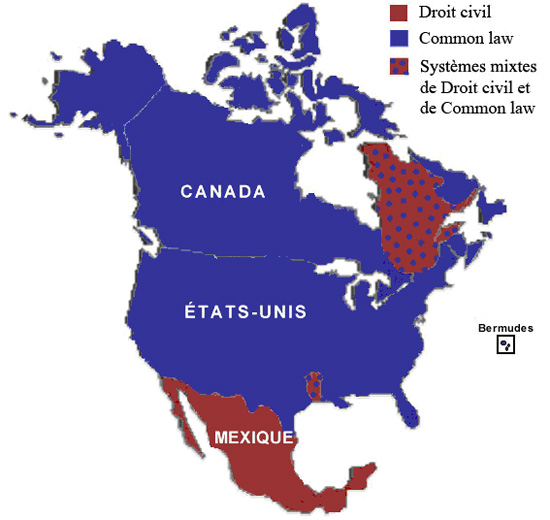 Droit civil
Common law
Systèmes mixtes
de Droit civil et
de Common law
CANADA
ÉTATS-UNIS
Bermudes
MEXIQUE